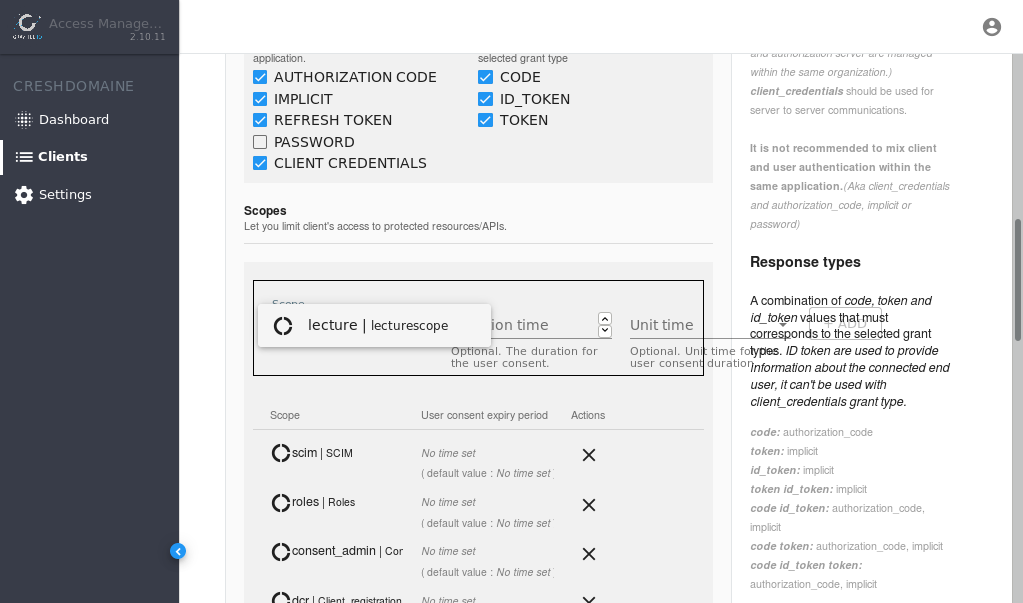 Access Manage...
2.10.11
CRESHDOMAINE
Dashboard
Clients
Settings
application.
AUTHORIZATION CODE
IMPLICIT
REFRESH TOKEN
PASSWORD
CLIENT CREDENTIALS
selected grant type
CODE
ID_TOKEN
TOKEN
Scopes
Let you limit client's access to protected resources/APIs.
Scope
lecture | lecturescope
ion time
Unit time
+ ADD
Optional. The duration for
the user consent.
Optional. Unit time for the
user consent duration.
Scope User consent expiry period Actions
scim | SCIM No time set
( default value : No time set
roles | Roles No time set
( default value : No time set
consent_admin | Cor No time set
( default value : No time set
dcr | Client_registration No time set
and authorization server are managed
within the same organization.)
client_credentials should be used for
server to server communications.
It is not recommended to mix client
and user authentication within the
same application.(Aka client_credentials
and authorization_code, implicit or
password)
Response types
A combination of code, token and
id_token values that must
corresponds to the selected grant
types. ID token are used to provide
information about the connected end
user, it can't be used with
client_credentials grant type.
code: authorization_code
token: implicit
id_token: implicit
token id_token: implicit
code id_token: authorization_code,
implicit
code token: authorization_code, implicit
code id_token token:
authorization_code, implicit